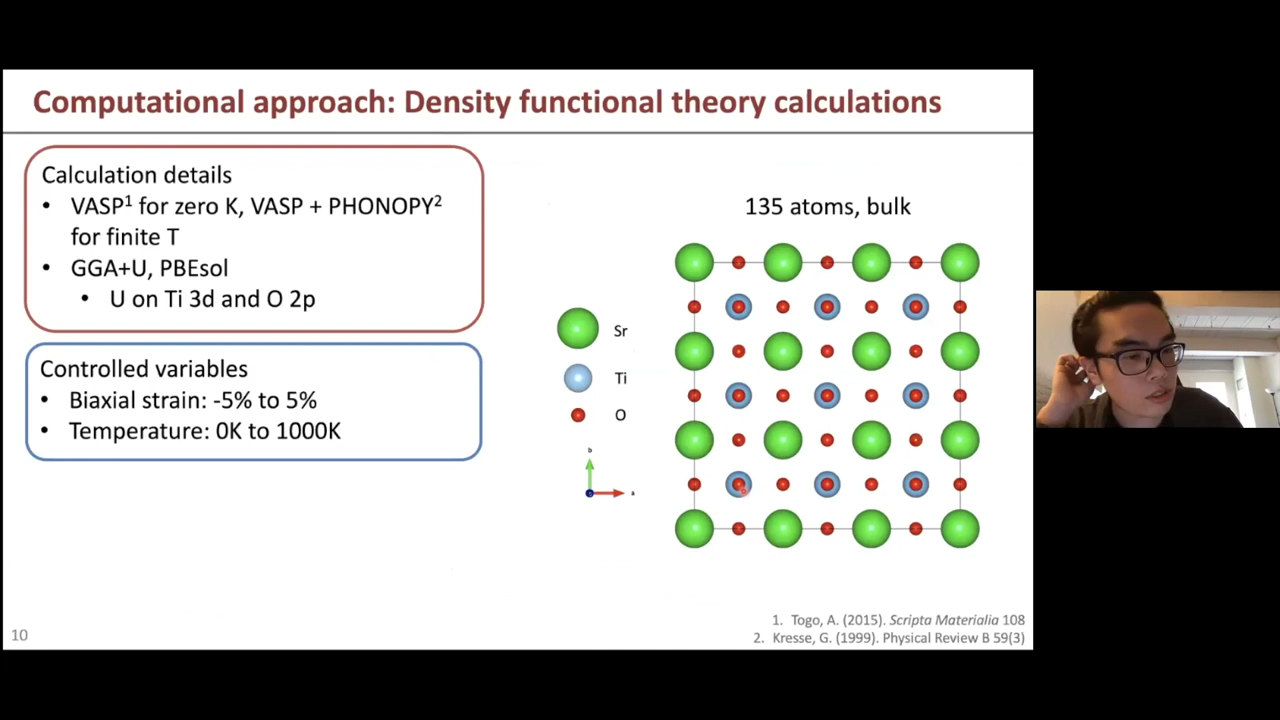 Computational approach: Density functional theory calculations
Calculation details
• VASP¹ for zero K, VASP + PHONOPY²
for finite T
• GGA+U, PBEsol
• U on Ti 3d and O 2p
Controlled variables
• Biaxial strain: -5% to 5%
• Temperature: 0K to 1000K
135 atoms, bulk
Sr
Ti
O
b
a
1. Togo, A. (2015). Scripta Materialia 108
2. Kresse, G. (1999). Physical Review B 59(3)
10